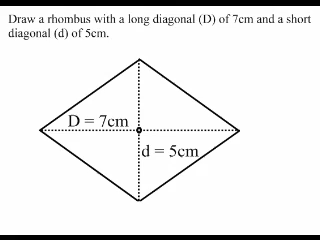 Draw a rhombus with a long diagonal (D) of 7cm and a short
diagonal (d) of 5cm.
D = 7cm
d = 5cm